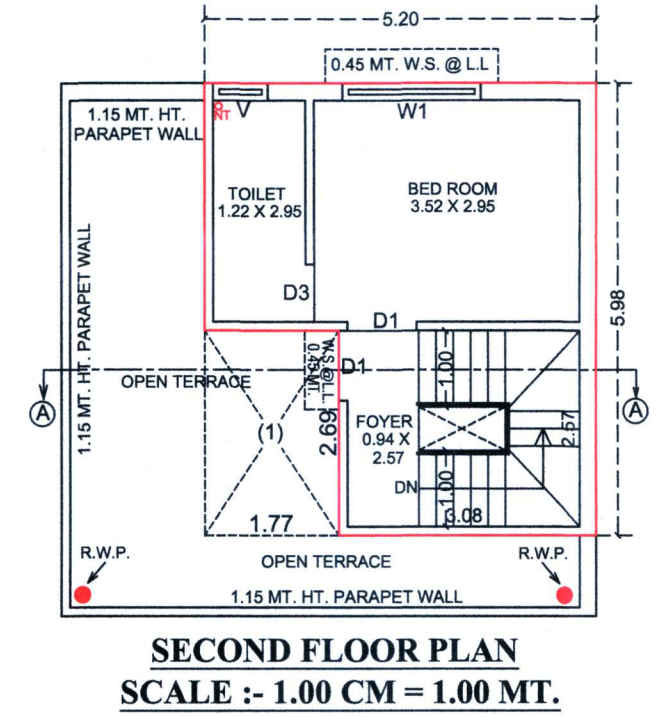 5.20
0.45 MT. W.S. @ L.L
1.15 MT. HT.
PARAPET WALL
V
W1
TOILET
1.22 X 2.95
BED ROOM
3.52 X 2.95
D3
D1
5.98
1.15 MT. HT. PARAPET WALL
OPEN TERRACE
W.S.@L.L.
0.45 MT.
D1
1.00
A
A
(1)
2.69
FOYER
0.94 X
2.57
2.57
DN
1.00
3.08
1.77
R.W.P.
OPEN TERRACE
R.W.P.
1.15 MT. HT. PARAPET WALL
SECOND FLOOR PLAN
SCALE :- 1.00 CM = 1.00 MT.